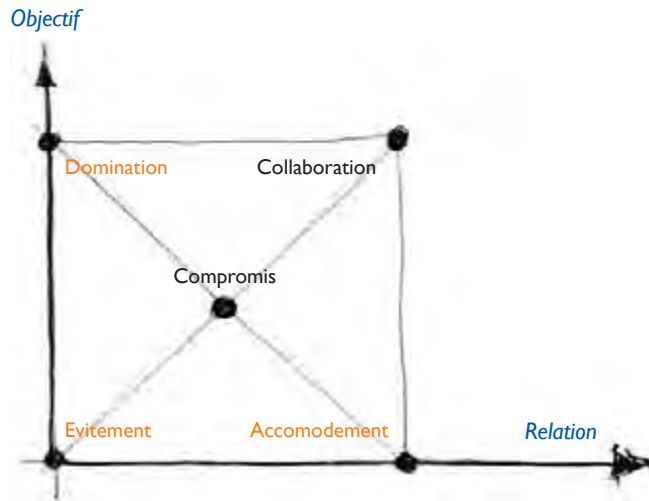 Objectif
Domination
Collaboration
Compromis
Evitement
Accomodement
Relation